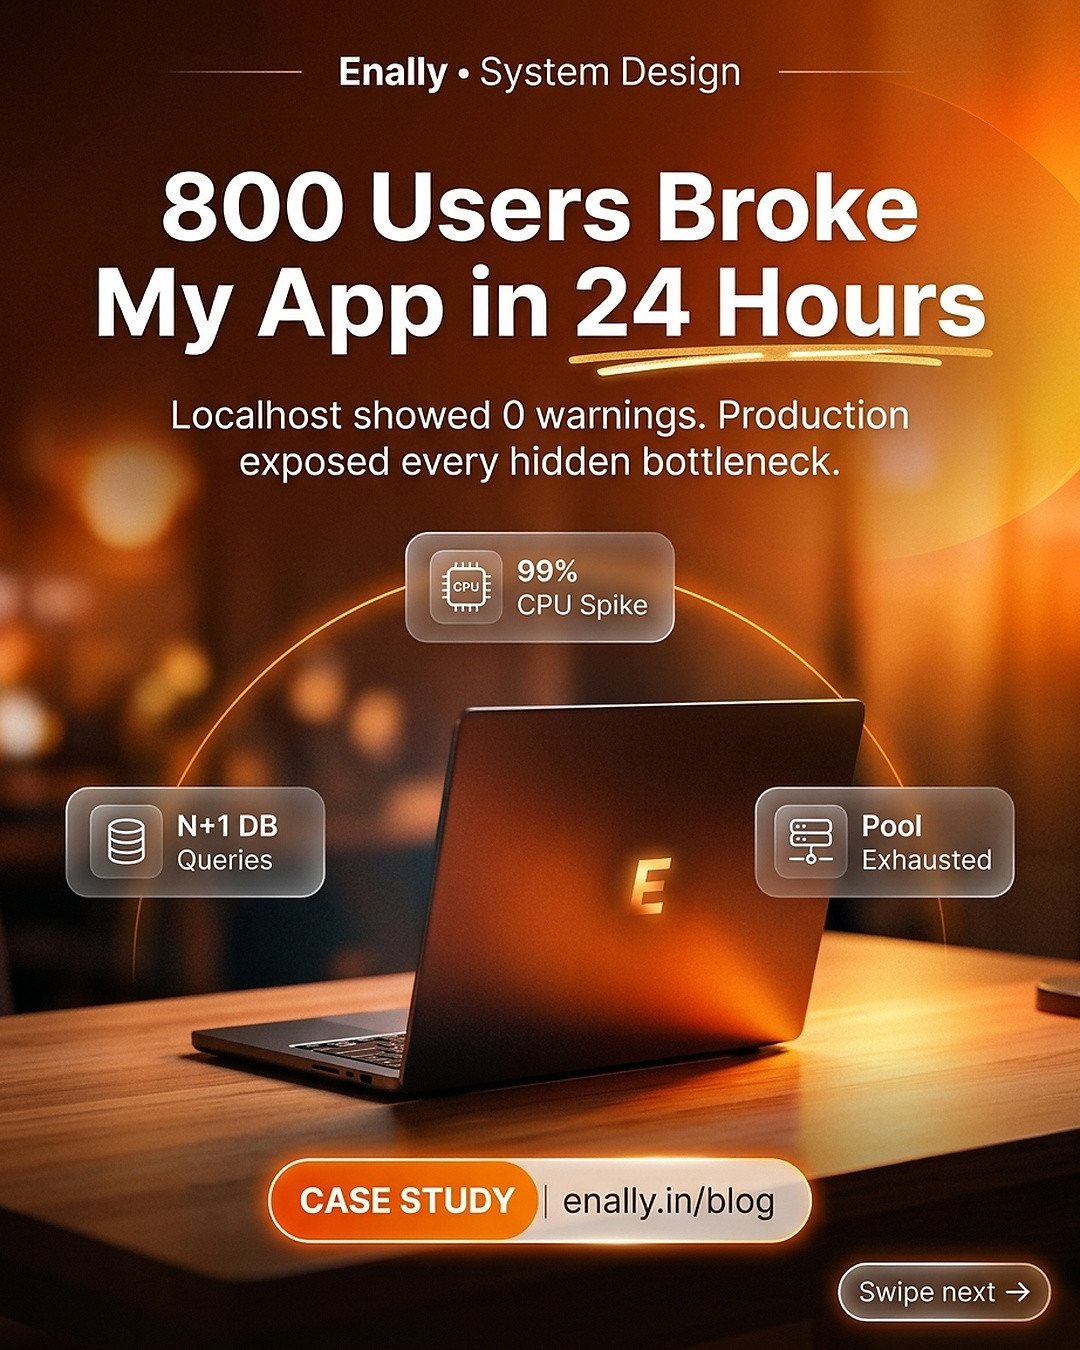 Enally • System Design
800 Users Broke
My App in 24 Hours
Localhost showed 0 warnings. Production
exposed every hidden bottleneck.
CPU
99%
CPU Spike
N+1 DB
Queries
Pool
Exhausted
E
CASE STUDY | enally.in/blog
Swipe next →